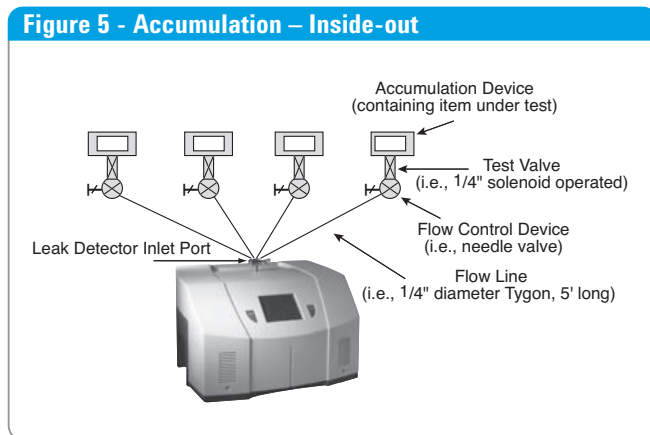 Figure 5 - Accumulation – Inside-out
Accumulation Device
(containing item under test)
Test Valve
(i.e., 1/4" solenoid operated)
Flow Control Device
(i.e., needle valve)
Leak Detector Inlet Port
Flow Line
(i.e., 1/4" diameter Tygon, 5' long)